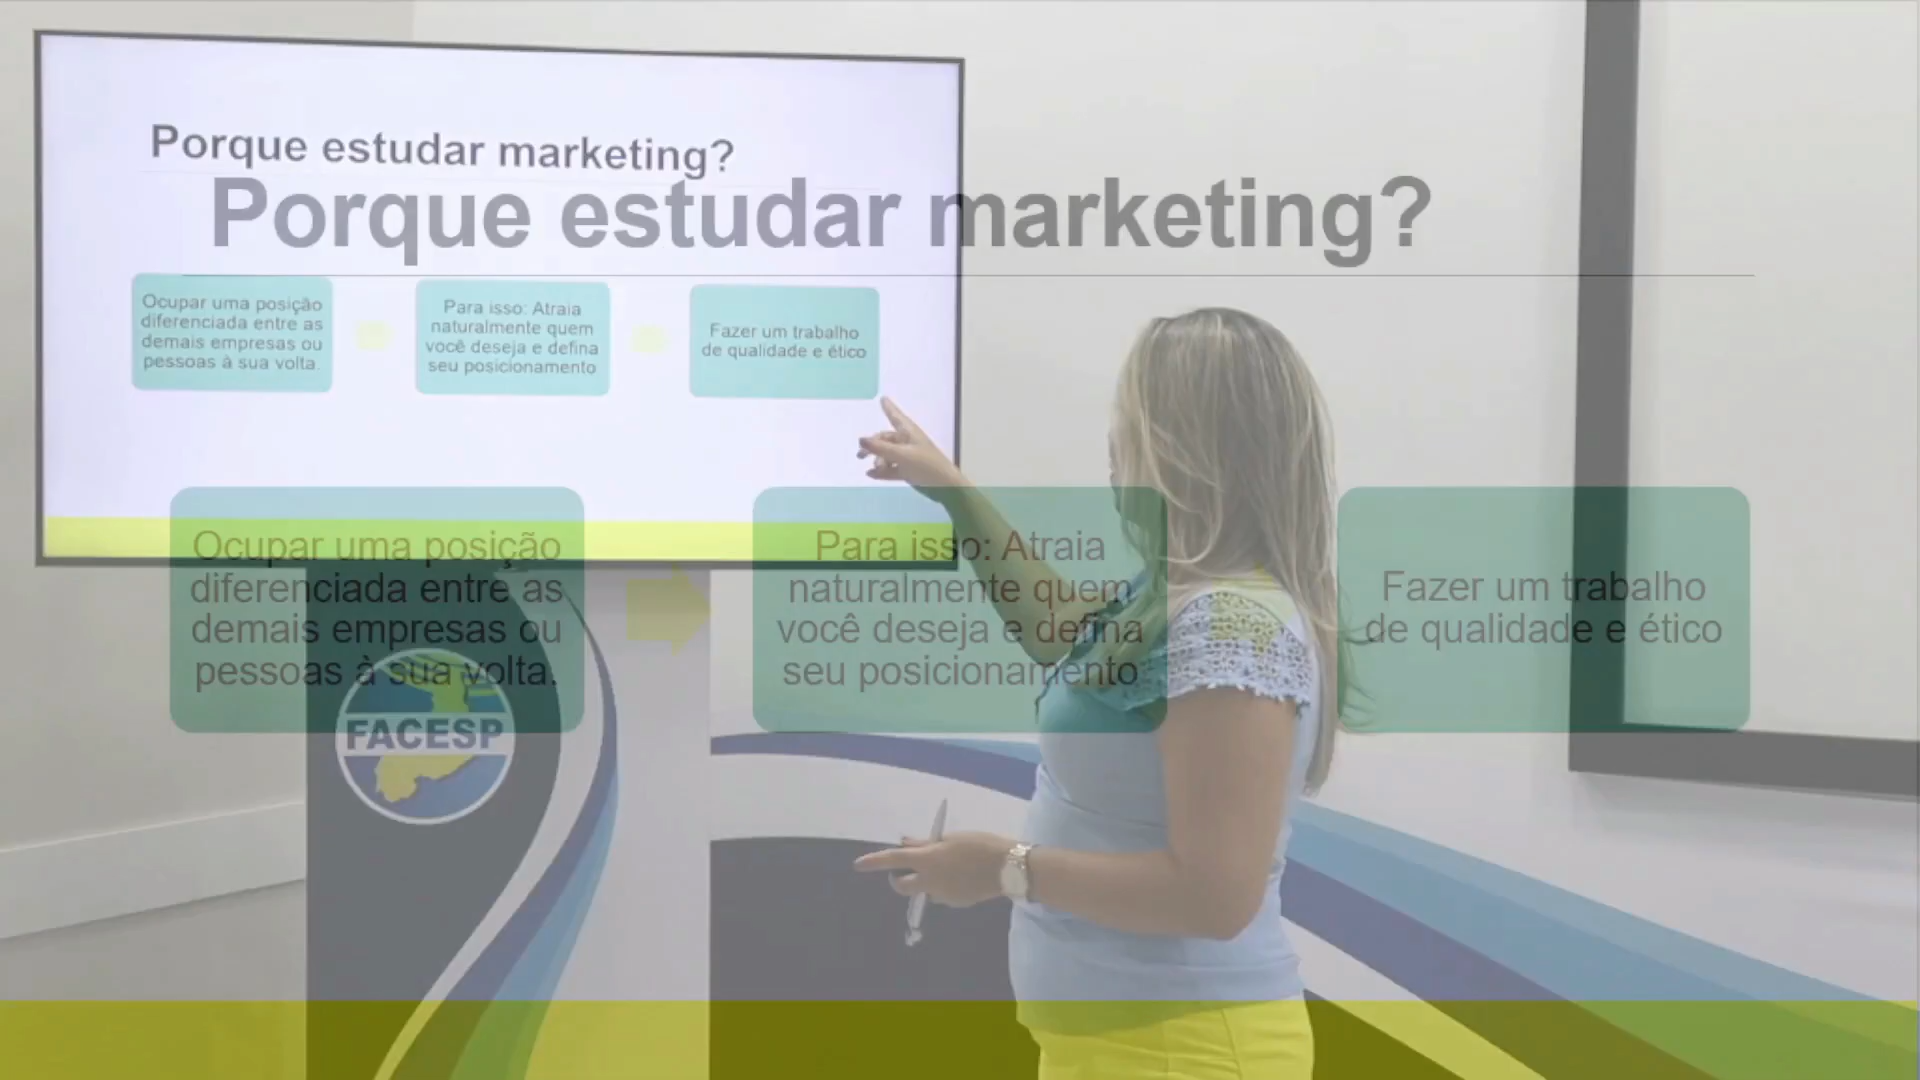 Porque estudar marketing?
Ocupar uma posição
diferenciada entre as
demais empresas ou
pessoas à sua volta.
Para isso: Atraia
naturalmente quem
você deseja e defina
seu posicionamento
Fazer um trabalho
de qualidade e ético
Porque estudar marketing?
Ocupar uma posição
diferenciada entre as
demais empresas ou
pessoas à sua volta.
Para isso: Atraia
naturalmente quem
você deseja e defina
seu posicionamento
Fazer um trabalho
de qualidade e ético
FACESP